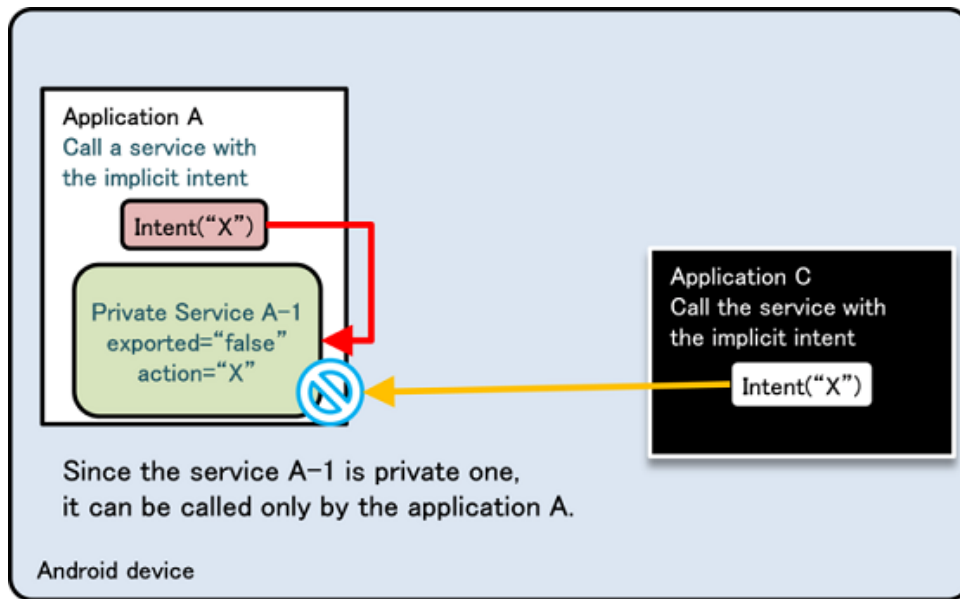 Application A
Call a service with
the implicit intent
Intent(“X”)
Private Service A-1
exported=“false”
action=“X”
Application C
Call the service with
the implicit intent
Intent(“X”)
Since the service A-1 is private one,
it can be called only by the application A.
Android device